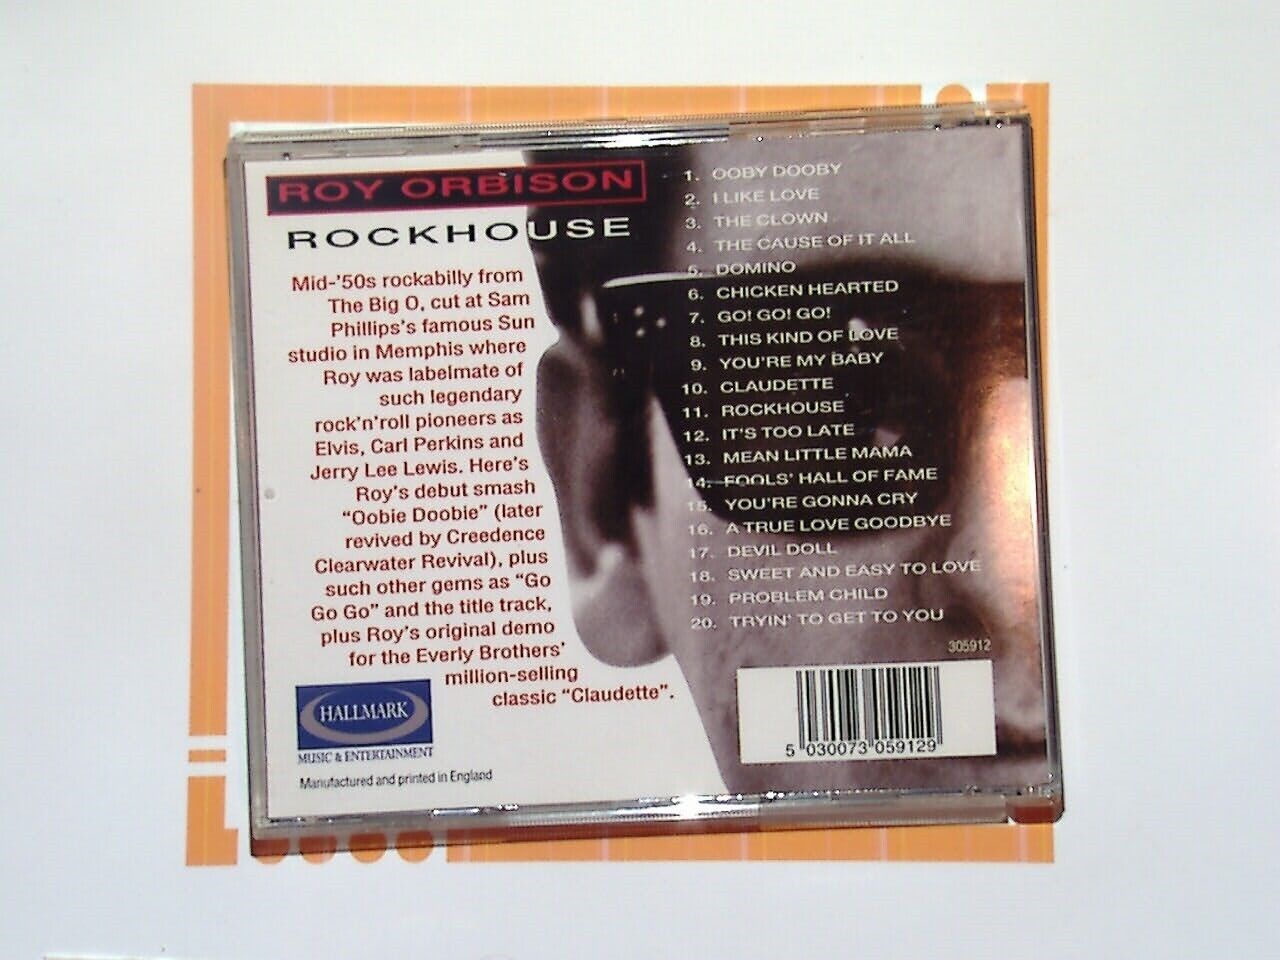 ROY ORBISON
ROCKHOUSE
Mid-'50s rockabilly from
The Big O, cut at Sam
Phillips's famous Sun
studio in Memphis where
Roy was labelmate of
such legendary
rock'n'roll pioneers as
Elvis, Carl Perkins and
Jerry Lee Lewis. Here's
Roy's debut smash
"Oobie Doobie" (later
revived by Creedence
Clearwater Revival), plus
such other gems as "Go
Go Go" and the title track,
plus Roy's original demo
for the Everly Brothers'
million-selling
classic "Claudette".
HALLMARK
MUSIC & ENTERTAINMENT
Manufactured and printed in England
1. OOBY DOOBY
2. I LIKE LOVE
3. THE CLOWN
4. THE CAUSE OF IT ALL
5. DOMINO
6. CHICKEN HEARTED
7. GO! GO! GO!
8. THIS KIND OF LOVE
9. YOU'RE MY BABY
10. CLAUDETTE
11. ROCKHOUSE
12. IT'S TOO LATE
13. MEAN LITTLE MAMA
14. FOOLS' HALL OF FAME
15. YOU'RE GONNA CRY
16. A TRUE LOVE GOODBYE
17. DEVIL DOLL
18. SWEET AND EASY TO LOVE
19. PROBLEM CHILD
20. TRYIN' TO GET TO YOU
305912
5 030073 059129